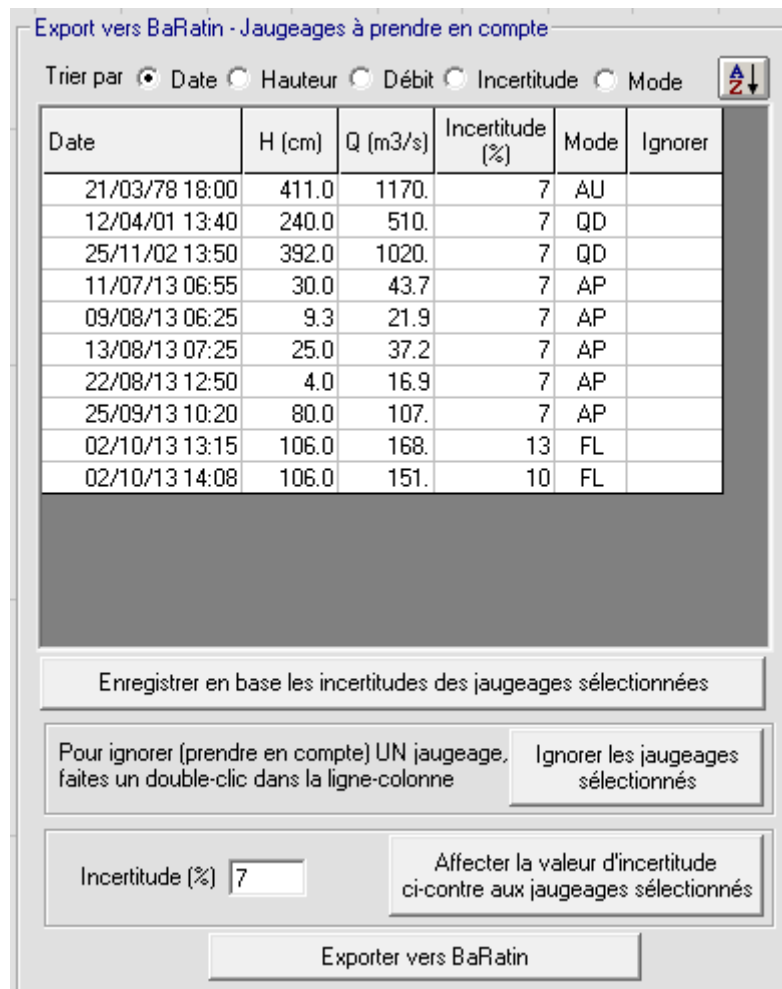 Export vers BaRatin - Jaugeages à prendre en compte
Trier par Date Hauteur Débit Incertitude Mode
Date H (cm) Q (m3/s) Incertitude (%) Mode Ignorer
21/03/78 18:00 411.0 1170. 7 AU
12/04/01 13:40 240.0 510. 7 QD
25/11/02 13:50 392.0 1020. 7 QD
11/07/13 06:55 30.0 43.7 7 AP
09/08/13 06:25 9.3 21.9 7 AP
13/08/13 07:25 25.0 37.2 7 AP
22/08/13 12:50 4.0 16.9 7 AP
25/09/13 10:20 80.0 107. 7 AP
02/10/13 13:15 106.0 168. 13 FL
02/10/13 14:08 106.0 151. 10 FL
Enregistrer en base les incertitudes des jaugeages sélectionnées
Pour ignorer (prendre en compte) UN jaugeage,
faites un double-clic dans la ligne-colonne
Ignorer les jaugeages
sélectionnés
Incertitude (%) 7
Affecter la valeur d'incertitude
ci-contre aux jaugeages sélectionnés
Exporter vers BaRatin